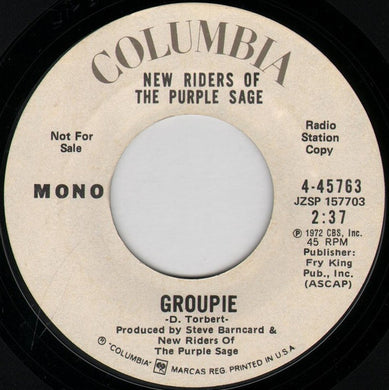 COLUMBIA
NEW RIDERS OF
THE PURPLE SAGE
Not For
Sale
Radio
Station
Copy
MONO
4-45763
JZSP 157703
2:37
℗ 1972 CBS, Inc.
45 RPM
Publisher:
Fry King
Pub., Inc.
(ASCAP)
GROUPIE
-D. Torbert-
Produced by Steve Barncard &
New Riders Of
The Purple Sage
® "COLUMBIA" MARCAS REG. PRINTED IN U.S.A.